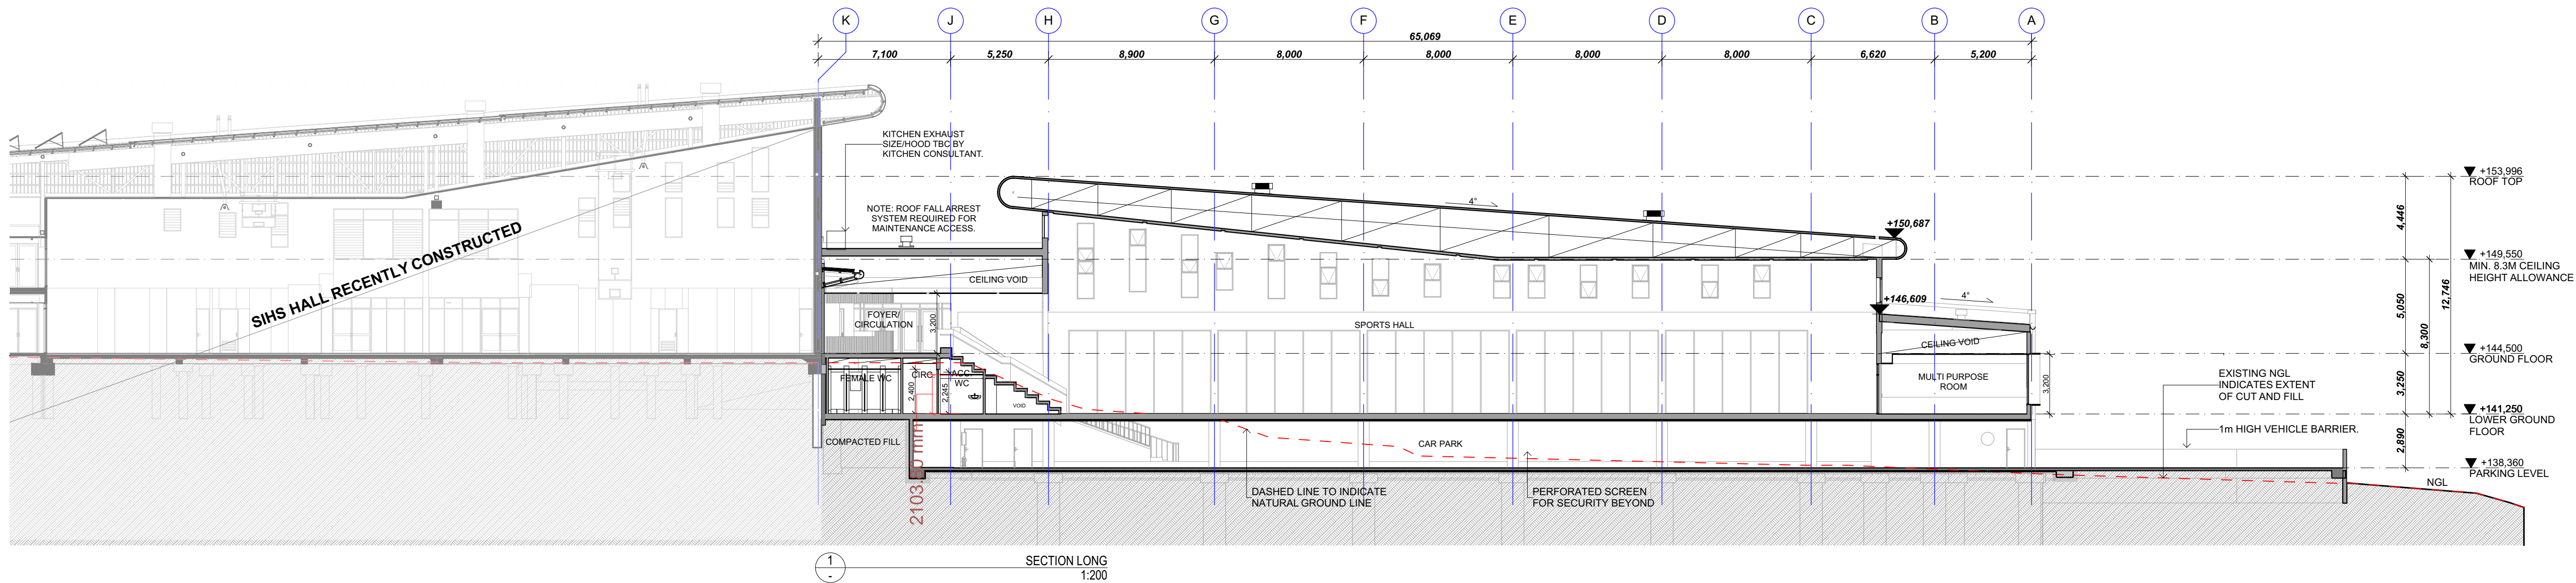 K
J
H
G
F
E
D
C
B
A
65,069
7,100
5,250
8,900
8,000
8,000
8,000
8,000
6,620
5,200
KITCHEN EXHAUST
SIZE/HOOD TBC BY
KITCHEN CONSULTANT.
NOTE: ROOF FALL ARREST
SYSTEM REQUIRED FOR
MAINTENANCE ACCESS.
SIHS HALL RECENTLY CONSTRUCTED
4°
+150,687
+146,609
4°
CEILING VOID
FOYER/
CIRCULATION
3,200
SPORTS HALL
CEILING VOID
MULTI PURPOSE
ROOM
3,200
FEMALE WC
CIRC.
2,400
ACC.
WC
2,245
VOID
COMPACTED FILL
CAR PARK
DASHED LINE TO INDICATE
NATURAL GROUND LINE
PERFORATED SCREEN
FOR SECURITY BEYOND
EXISTING NGL
INDICATES EXTENT
OF CUT AND FILL
1m HIGH VEHICLE BARRIER.
NGL
4,446
5,050
3,250
2,890
8,300
12,746
+153,996
ROOF TOP
+149,550
MIN. 8.3M CEILING
HEIGHT ALLOWANCE
+144,500
GROUND FLOOR
+141,250
LOWER GROUND
FLOOR
+138,360
PARKING LEVEL
1
-
SECTION LONG
1:200